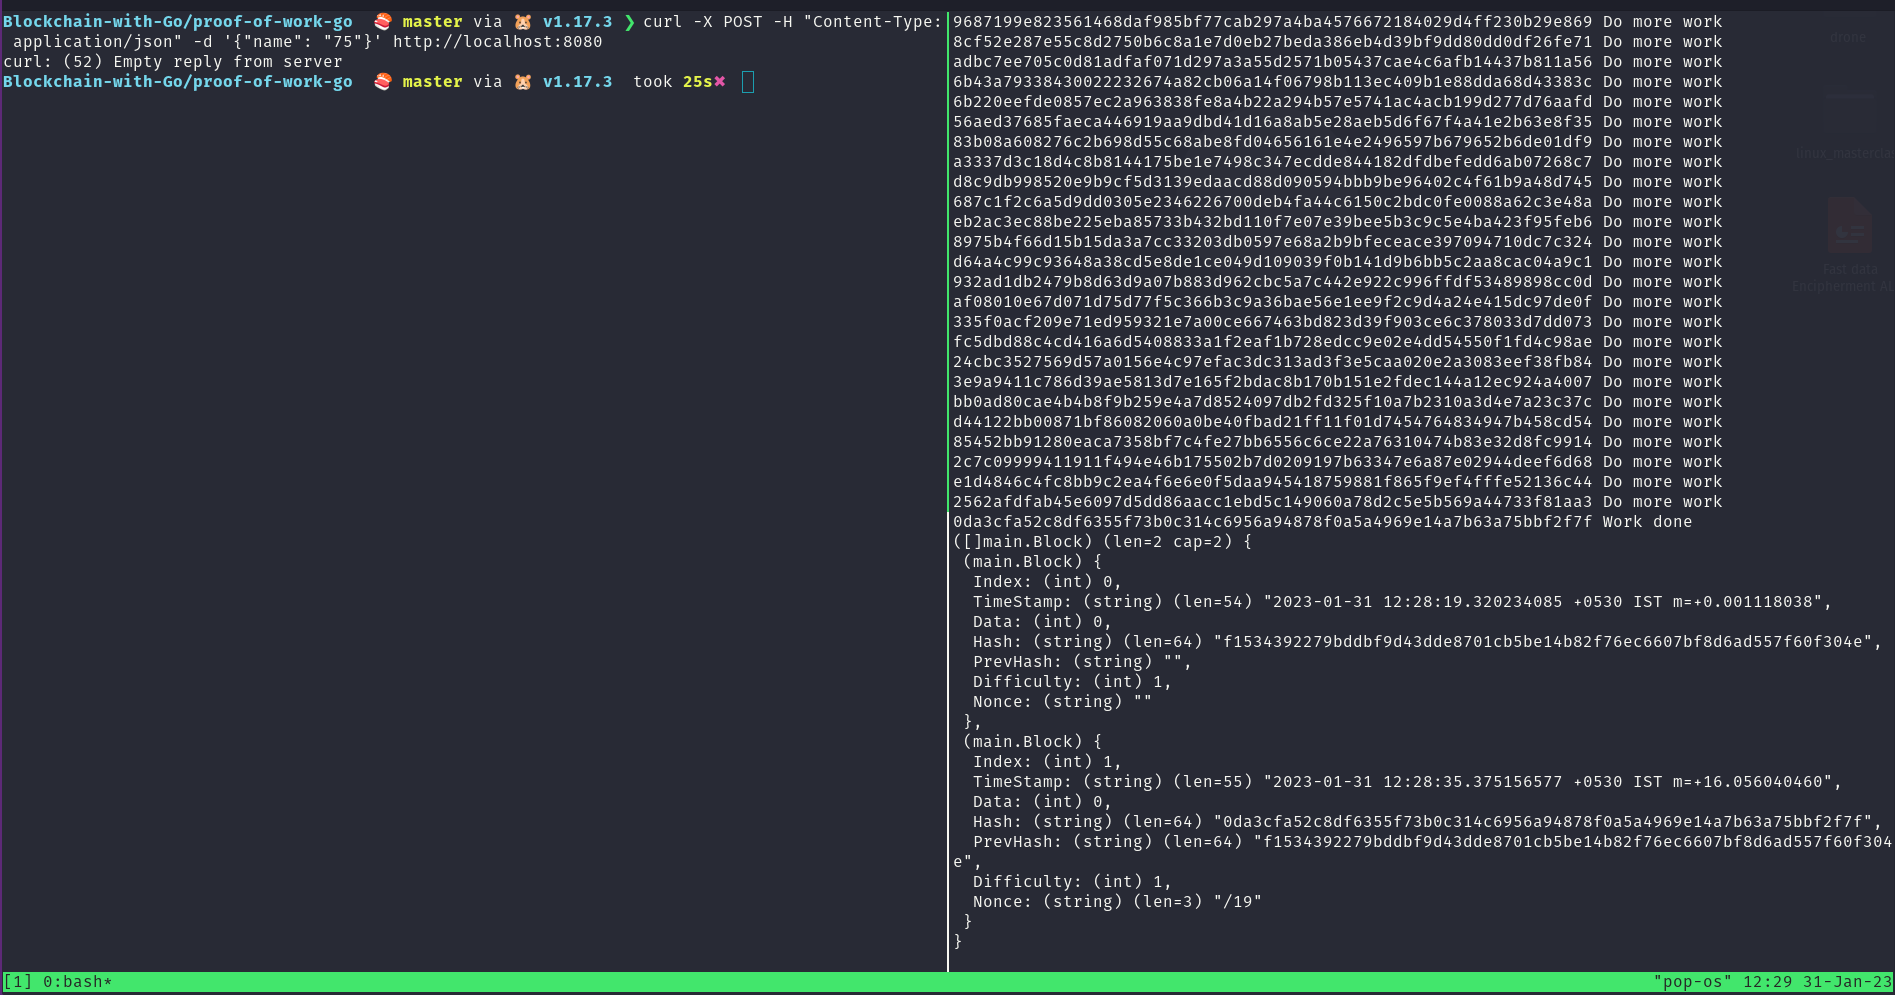 Blockchain-with-Go/proof-of-work-go 🍣 master via 🐹 v1.17.3 ❯ curl -X POST -H "Content-Type:
 application/json" -d '{"name": "75"}' http://localhost:8080
curl: (52) Empty reply from server
Blockchain-with-Go/proof-of-work-go 🍣 master via 🐹 v1.17.3 took 25s✖
9687199e823561468daf985bf77cab297a4ba4576672184029d4ff230b29e869 Do more work
8cf52e287e55c8d2750b6c8a1e7d0eb27beda386eb4d39bf9dd80dd0df26fe71 Do more work
adbc7ee705c0d81adfaf071d297a3a55d2571b05437cae4c6afb14437b811a56 Do more work
6b43a79338430022232674a82cb06a14f06798b113ec409b1e88dda68d43383c Do more work
6b220eefde0857ec2a963838fe8a4b22a294b57e5741ac4acb199d277d76aafd Do more work
56aed37685faeca446919aa9dbd41d16a8ab5e28aeb5d6f67f4a41e2b63e8f35 Do more work
83b08a608276c2b698d55c68abe8fd04656161e4e2496597b679652b6de01df9 Do more work
a3337d3c18d4c8b8144175be1e7498c347ecdde844182dfdbefedd6ab07268c7 Do more work
d8c9db998520e9b9cf5d3139edaacd88d090594bbb9be96402c4f61b9a48d745 Do more work
687c1f2c6a5d9dd0305e2346226700deb4fa44c6150c2bdc0fe0088a62c3e48a Do more work
eb2ac3ec88be225eba85733b432bd110f7e07e39bee5b3c9c5e4ba423f95feb6 Do more work
8975b4f66d15b15da3a7cc33203db0597e68a2b9bfeceace397094710dc7c324 Do more work
d64a4c99c93648a38cd5e8de1ce049d109039f0b141d9b6bb5c2aa8cac04a9c1 Do more work
932ad1db2479b8d63d9a07b883d962cbc5a7c442e922c996ffdf53489898cc0d Do more work
af08010e67d071d75d77f5c366b3c9a36bae56e1ee9f2c9d4a24e415dc97de0f Do more work
335f0acf209e71ed959321e7a00ce667463bd823d39f903ce6c378033d7dd073 Do more work
fc5dbd88c4cd416a6d5408833a1f2eaf1b728edcc9e02e4dd54550f1fd4c98ae Do more work
24cbc3527569d57a0156e4c97efac3dc313ad3f3e5caa020e2a3083eef38fb84 Do more work
3e9a9411c786d39ae5813d7e165f2bdac8b170b151e2fdec144a12ec924a4007 Do more work
bb0ad80cae4b4b8f9b259e4a7d8524097db2fd325f10a7b2310a3d4e7a23c37c Do more work
d44122bb00871bf86082060a0be40fbad21ff11f01d7454764834947b458cd54 Do more work
85452bb91280eaca7358bf7c4fe27bb6556c6ce22a76310474b83e32d8fc9914 Do more work
2c7c09999411911f494e46b175502b7d0209197b63347e6a87e02944deef6d68 Do more work
e1d4846c4fc8bb9c2ea4f6e6e0f5daa945418759881f865f9ef4fffe52136c44 Do more work
2562afdfab45e6097d5dd86aacc1ebd5c149060a78d2c5e5b569a44733f81aa3 Do more work
0da3cfa52c8df6355f73b0c314c6956a94878f0a5a4969e14a7b63a75bbf2f7f Work done
([]main.Block) (len=2 cap=2) {
 (main.Block) {
  Index: (int) 0,
  TimeStamp: (string) (len=54) "2023-01-31 12:28:19.320234085 +0530 IST m=+0.001118038",
  Data: (int) 0,
  Hash: (string) (len=64) "f1534392279bddbf9d43dde8701cb5be14b82f76ec6607bf8d6ad557f60f304e",
  PrevHash: (string) "",
  Difficulty: (int) 1,
  Nonce: (string) ""
 },
 (main.Block) {
  Index: (int) 1,
  TimeStamp: (string) (len=55) "2023-01-31 12:28:35.375156577 +0530 IST m=+16.056040460",
  Data: (int) 0,
  Hash: (string) (len=64) "0da3cfa52c8df6355f73b0c314c6956a94878f0a5a4969e14a7b63a75bbf2f7f",
  PrevHash: (string) (len=64) "f1534392279bddbf9d43dde8701cb5be14b82f76ec6607bf8d6ad557f60f304
e",
  Difficulty: (int) 1,
  Nonce: (string) (len=3) "/19"
 }
}
drone
Fast data
[1] 0:bash*
"pop-os" 12:29 31-Jan-23